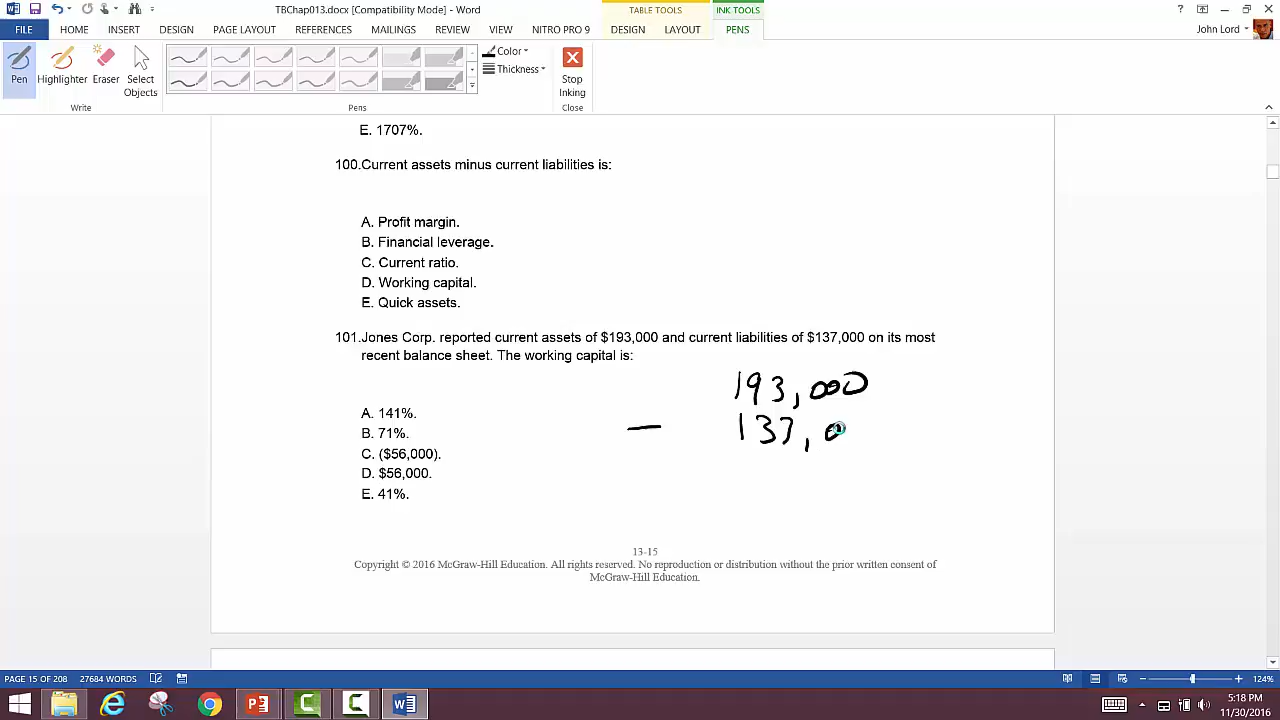 TBChap013.docx [Compatibility Mode] - Word
TABLE TOOLS
INK TOOLS
FILE
HOME
INSERT
DESIGN
PAGE LAYOUT
REFERENCES
MAILINGS
REVIEW
VIEW
NITRO PRO 9
DESIGN
LAYOUT
PENS
John Lord
Pen
Highlighter
Eraser
Select Objects
Color
Thickness
Stop Inking
Write
Pens
Close
E. 1707%.
100.Current assets minus current liabilities is:
A. Profit margin.
B. Financial leverage.
C. Current ratio.
D. Working capital.
E. Quick assets.
101.Jones Corp. reported current assets of $193,000 and current liabilities of $137,000 on its most
recent balance sheet. The working capital is:
193,000
— 137, 0
A. 141%.
B. 71%.
C. ($56,000).
D. $56,000.
E. 41%.
13-15
Copyright © 2016 McGraw-Hill Education. All rights reserved. No reproduction or distribution without the prior written consent of
McGraw-Hill Education.
PAGE 15 OF 208
27684 WORDS
124%
5:18 PM
11/30/2016